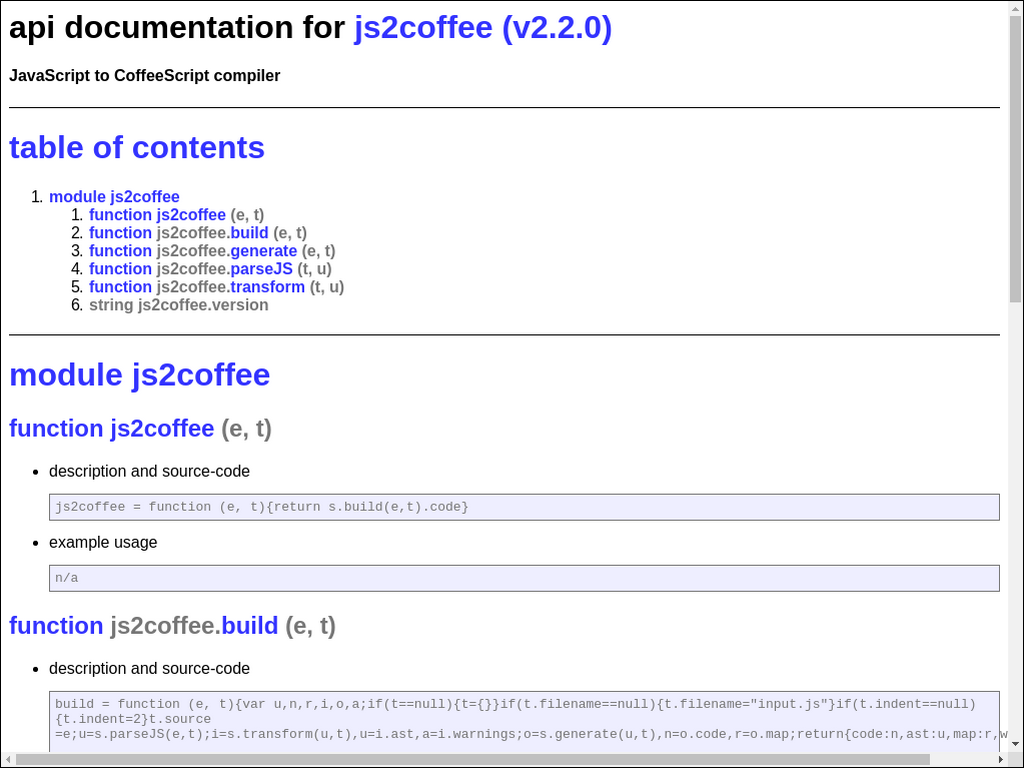 api documentation for js2coffee (v2.2.0)
JavaScript to CoffeeScript compiler
table of contents
1. module js2coffee
1. function js2coffee (e, t)
2. function js2coffee.build (e, t)
3. function js2coffee.generate (e, t)
4. function js2coffee.parseJS (t, u)
5. function js2coffee.transform (t, u)
6. string js2coffee.version
module js2coffee
function js2coffee (e, t)
• description and source-code
js2coffee = function (e, t){return s.build(e,t).code}
• example usage
n/a
function js2coffee.build (e, t)
• description and source-code
build = function (e, t){var u,n,r,i,o,a;if(t==null){t={}}if(t.filename==null){t.filename="input.js"}if(t.indent==null)
{t.indent=2}t.source
=e;u=s.parseJS(e,t);i=s.transform(u,t),u=i.ast,a=i.warnings;o=s.generate(u,t),n=o.code,r=o.map;return{code:n,ast:u,map:r,w